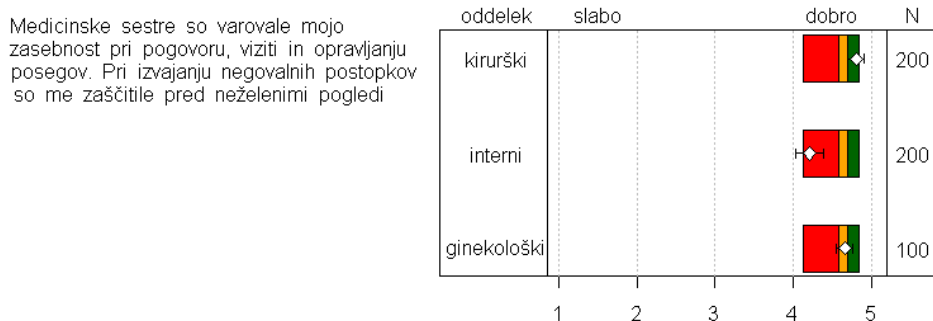 Medicinske sestre so varovale mojo
zasebnost pri pogovoru, viziti in opravljanju
posegov. Pri izvajanju negovalnih postopkov
so me zaščitile pred neželenimi pogledi
oddelek slabo dobro N
kirurški 200
interni 200
ginekološki 100
1 2 3 4 5